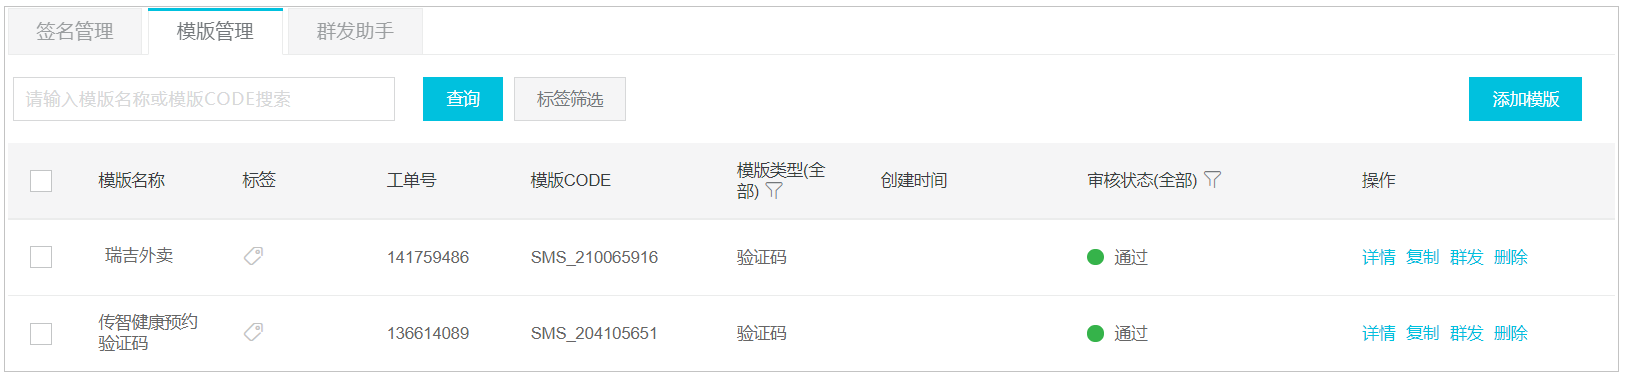 签名管理 模版管理 群发助手
请输入模版名称或模版CODE搜索 查询 标签筛选 添加模版
模版名称 标签 工单号 模版CODE 模版类型(全部) 创建时间 审核状态(全部) 操作
瑞吉外卖 141759486 SMS_210065916 验证码 通过 详情 复制 群发 删除
传智健康预约
验证码 136614089 SMS_204105651 验证码 通过 详情 复制 群发 删除